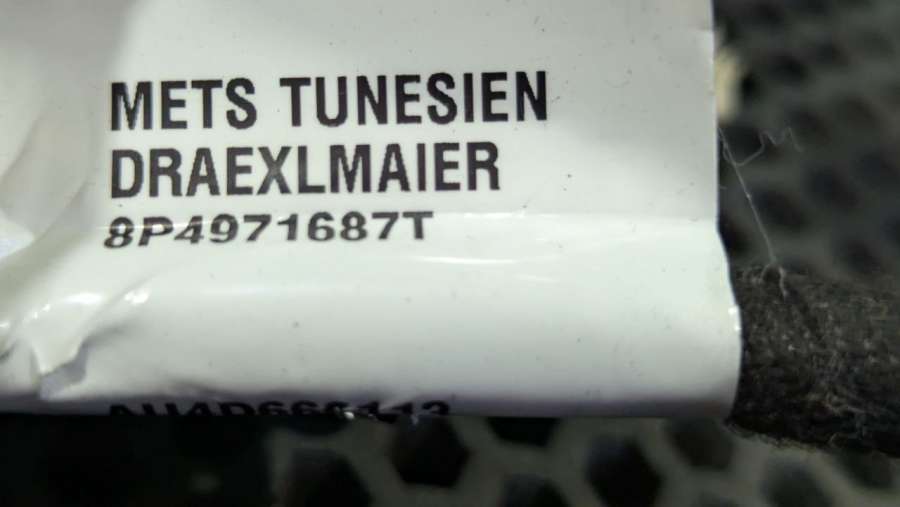 METS TUNESIEN
DRAEXLMAIER
8P4971687T